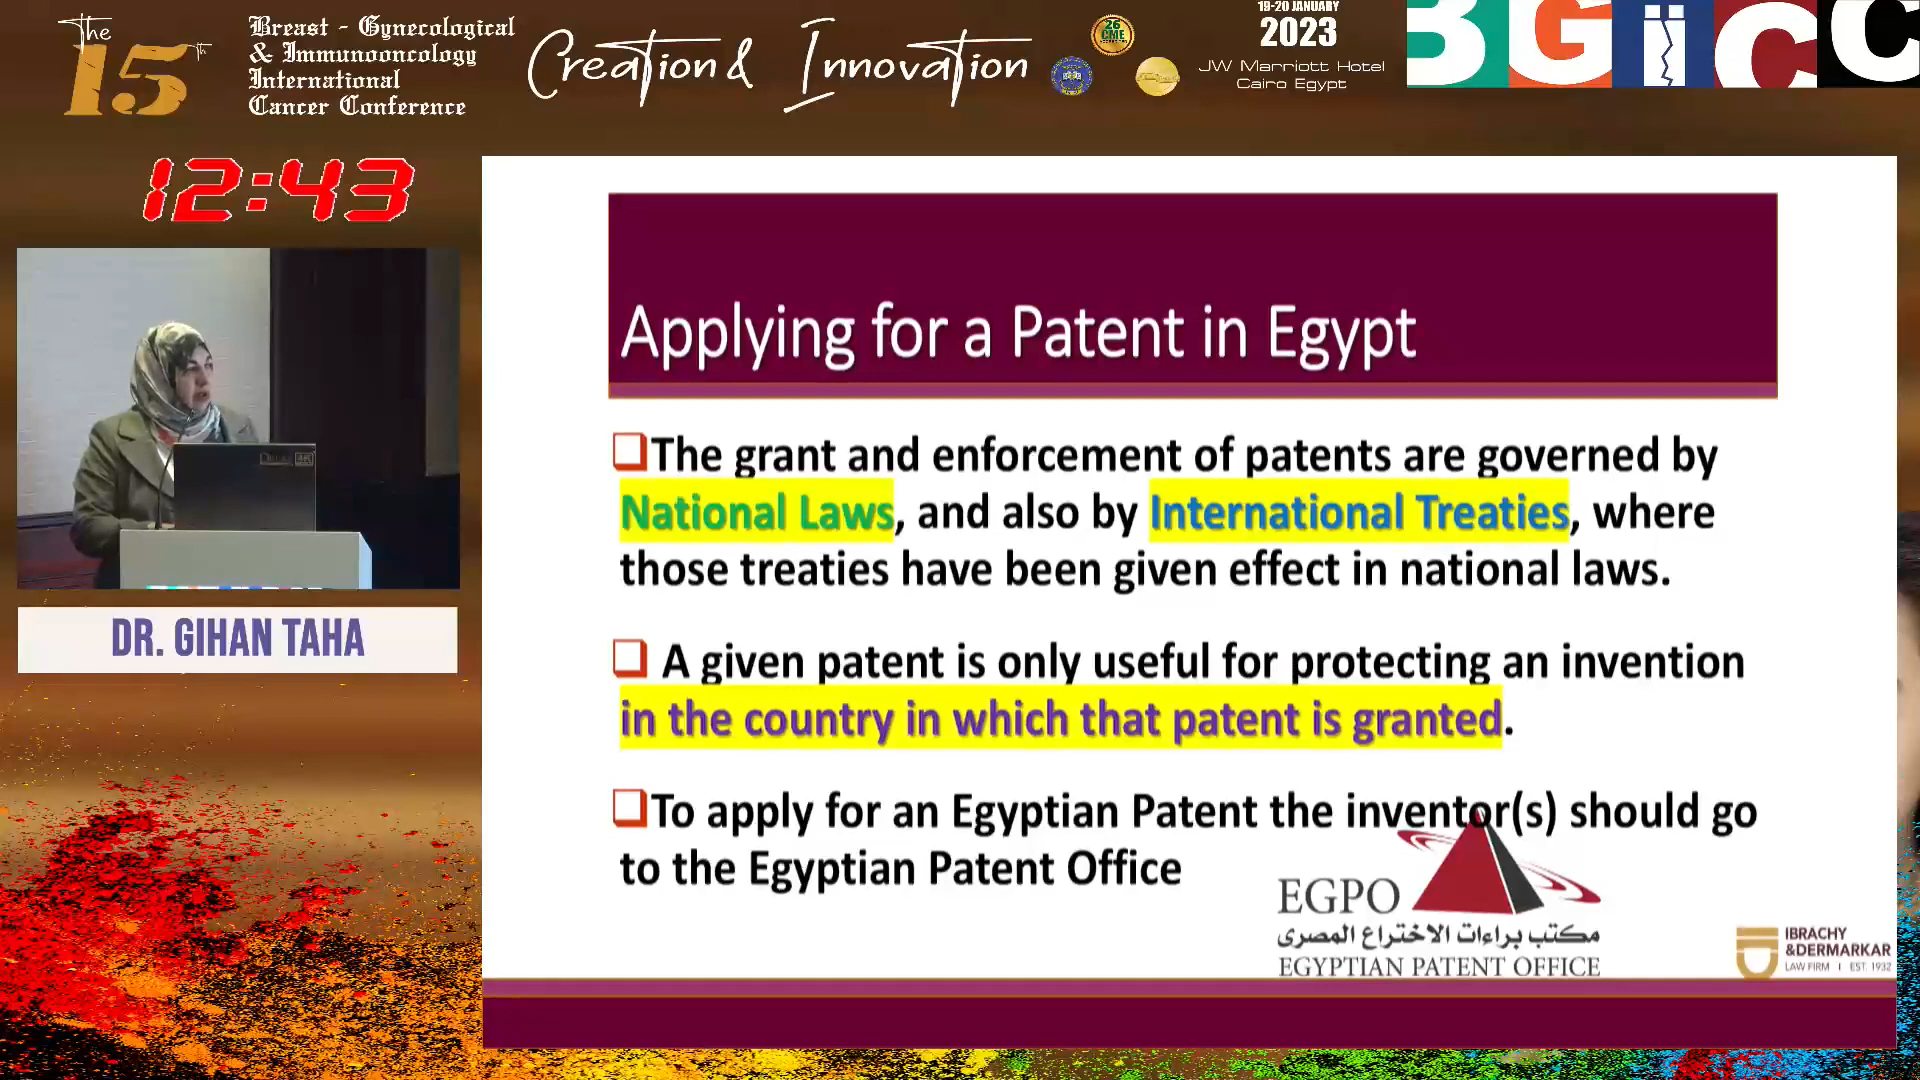 The
15th
Breast - Gynecological
& Immunooncology
International
Cancer Conference
Creation & Innovation
26
CME
19-20 JANUARY
2023
JW Marriott Hotel
Cairo Egypt
BGICC
12:43
DR. GIHAN TAHA
Applying for a Patent in Egypt
The grant and enforcement of patents are governed by
National Laws, and also by International Treaties, where
those treaties have been given effect in national laws.
A given patent is only useful for protecting an invention
in the country in which that patent is granted.
To apply for an Egyptian Patent the inventor(s) should go
to the Egyptian Patent Office
EGPO
مكتب براءات الاختراع المصرى
EGYPTIAN PATENT OFFICE
IBRACHY
&DERMARKAR
LAW FIRM | EST. 1932